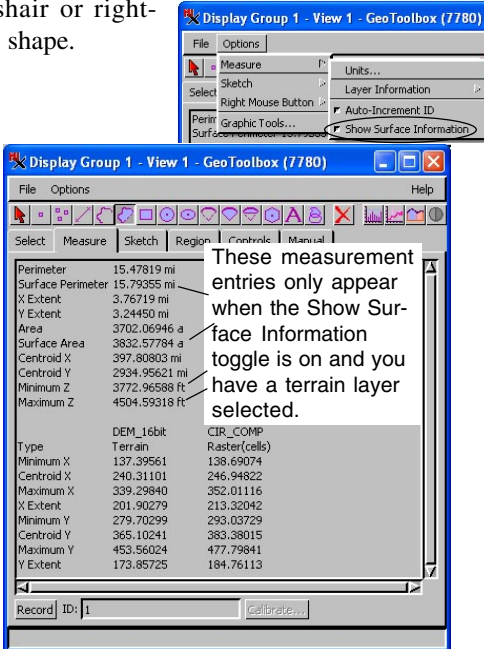 shair or right-
shape.
Display Group 1 - View 1 - GeoToolbox (7780)
File Options
Measure
Sketch
Right Mouse Button
Graphic Tools...
Units...
Layer Information
Auto-Increment ID
Show Surface Information
Select
Perim
Display Group 1 - View 1 - GeoToolbox (7780)
File Options Help
Select Measure Sketch Region Controls Manual
Perimeter 15.47819 mi
Surface Perimeter 15.79355 mi
X Extent 3.76719 mi
Y Extent 3.24450 mi
Area 3702.06946 a
Surface Area 3832.57784 a
Centroid X 397.80803 mi
Centroid Y 2934.95621 mi
Minimum Z 3772.96588 ft
Maximum Z 4504.59318 ft
These measurement
entries only appear
when the Show Sur-
face Information
toggle is on and you
have a terrain layer
selected.
DEM_16bit CIR_COMP
Type Terrain Raster(cells)
Minimum X 137.39561 138.69074
Centroid X 240.31101 246.94822
Maximum X 339.29840 352.01116
X Extent 201.90279 213.32042
Minimum Y 279.70299 293.03729
Centroid Y 365.10241 383.38015
Maximum Y 453.56024 477.79841
Y Extent 173.85725 184.76113
Record ID: 1 Calibrate...